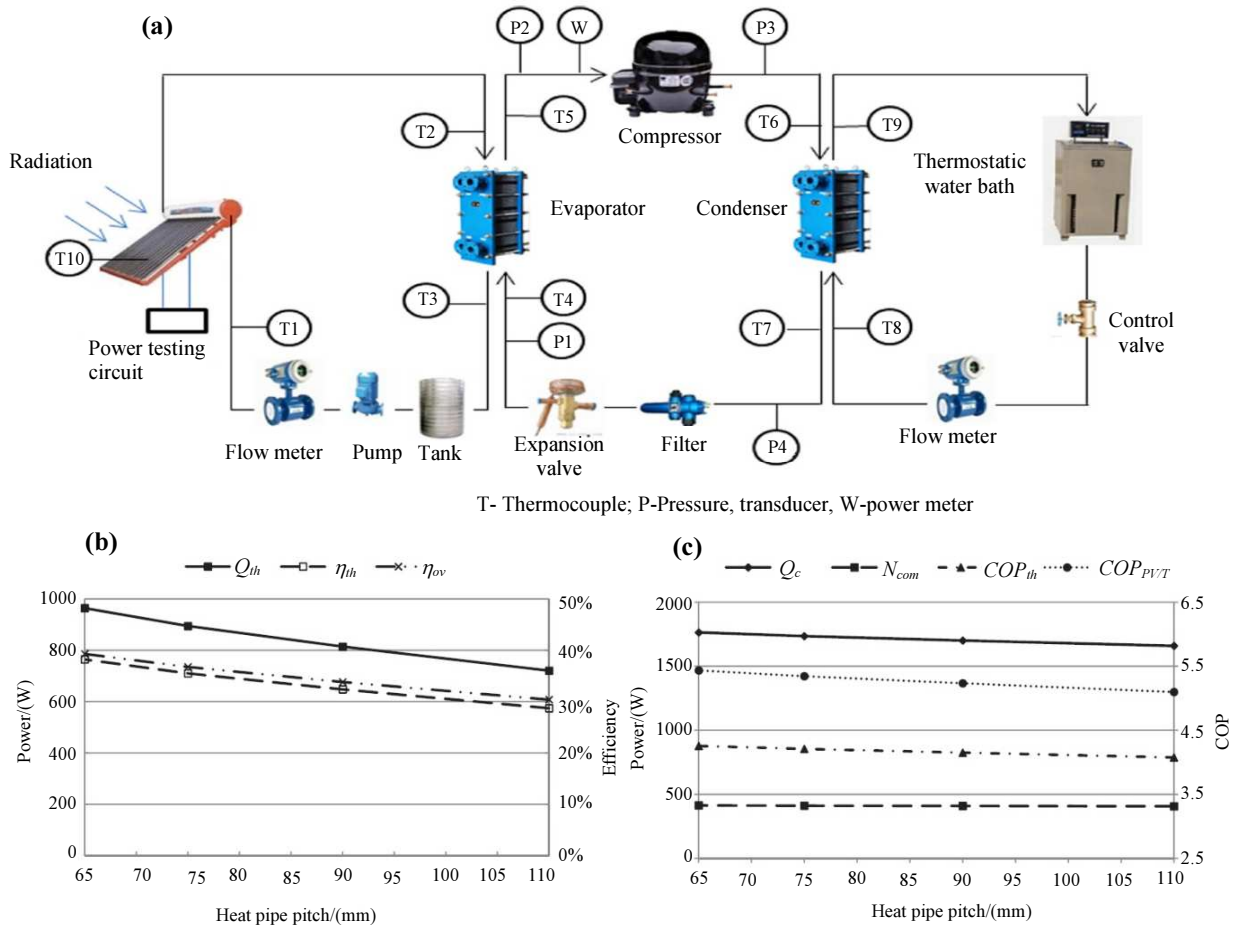 (a)
P2
W
P3
T2
T5
T6
T9
Compressor
Radiation
Thermostatic
water bath
Evaporator
Condenser
T10
T3
T4
T7
T8
T1
P1
Control
valve
Power testing
circuit
Flow meter
Pump
Tank
Expansion
valve
Filter
P4
Flow meter
T- Thermocouple; P-Pressure, transducer, W-power meter
(b)
Qth
ηth
ηov
1000
800
600
400
200
0
Power/(W)
50%
40%
30%
20%
10%
0%
Efficiency
65 70 75 80 85 90 95 100 105 110
Heat pipe pitch/(mm)
(c)
Qc
Ncom
COPth
COPPV/T
2000
1500
1000
500
0
Power/(W)
6.5
5.5
4.5
3.5
2.5
COP
65 70 75 80 85 90 95 100 105 110
Heat pipe pitch/(mm)